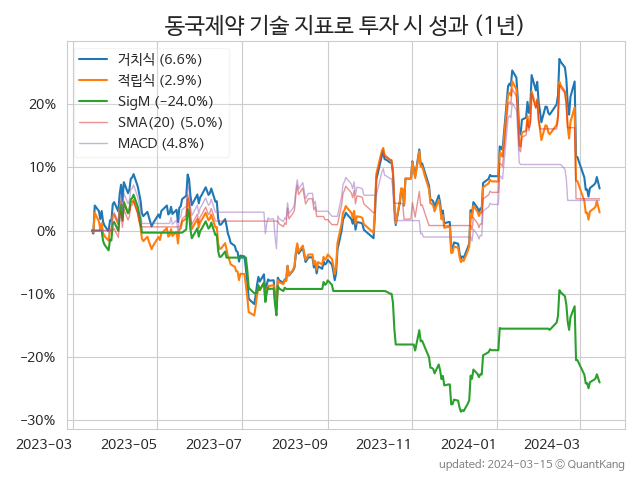 동국제약 기술 지표로 투자 시 성과 (1년)
거치식 (6.6%)
적립식 (2.9%)
SigM (−24.0%)
SMA(20) (5.0%)
MACD (4.8%)
20%
10%
0%
−10%
−20%
−30%
2023−03 2023−05 2023−07 2023−09 2023−11 2024−01 2024−03
updated: 2024-03-15 © QuantKang